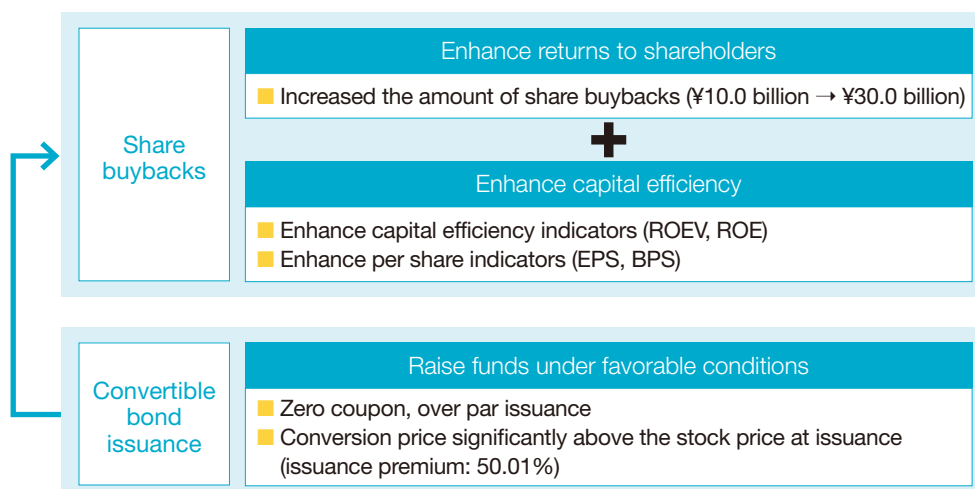 Share
buybacks
Enhance returns to shareholders
Increased the amount of share buybacks (¥10.0 billion → ¥30.0 billion)
+
Enhance capital efficiency
Enhance capital efficiency indicators (ROEV, ROE)
Enhance per share indicators (EPS, BPS)
Convertible
bond
issuance
Raise funds under favorable conditions
Zero coupon, over par issuance
Conversion price significantly above the stock price at issuance
(issuance premium: 50.01%)